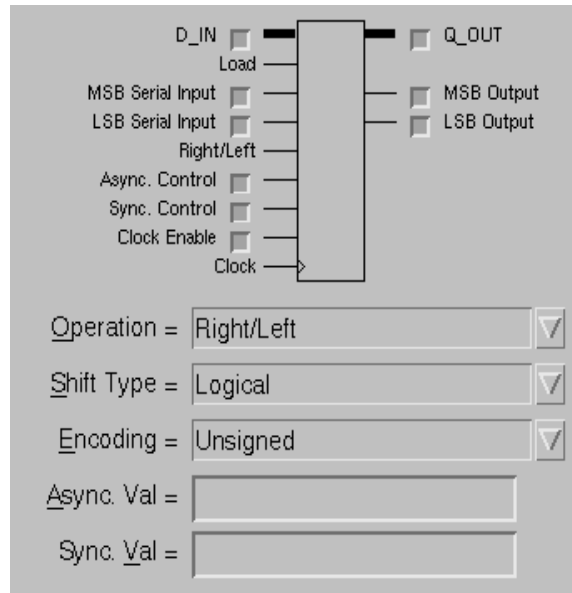 D_IN Q_OUT
Load
MSB Serial Input MSB Output
LSB Serial Input LSB Output
Right/Left
Async. Control
Sync. Control
Clock Enable
Clock
Operation = Right/Left
Shift Type = Logical
Encoding = Unsigned
Async. Val =
Sync. Val =